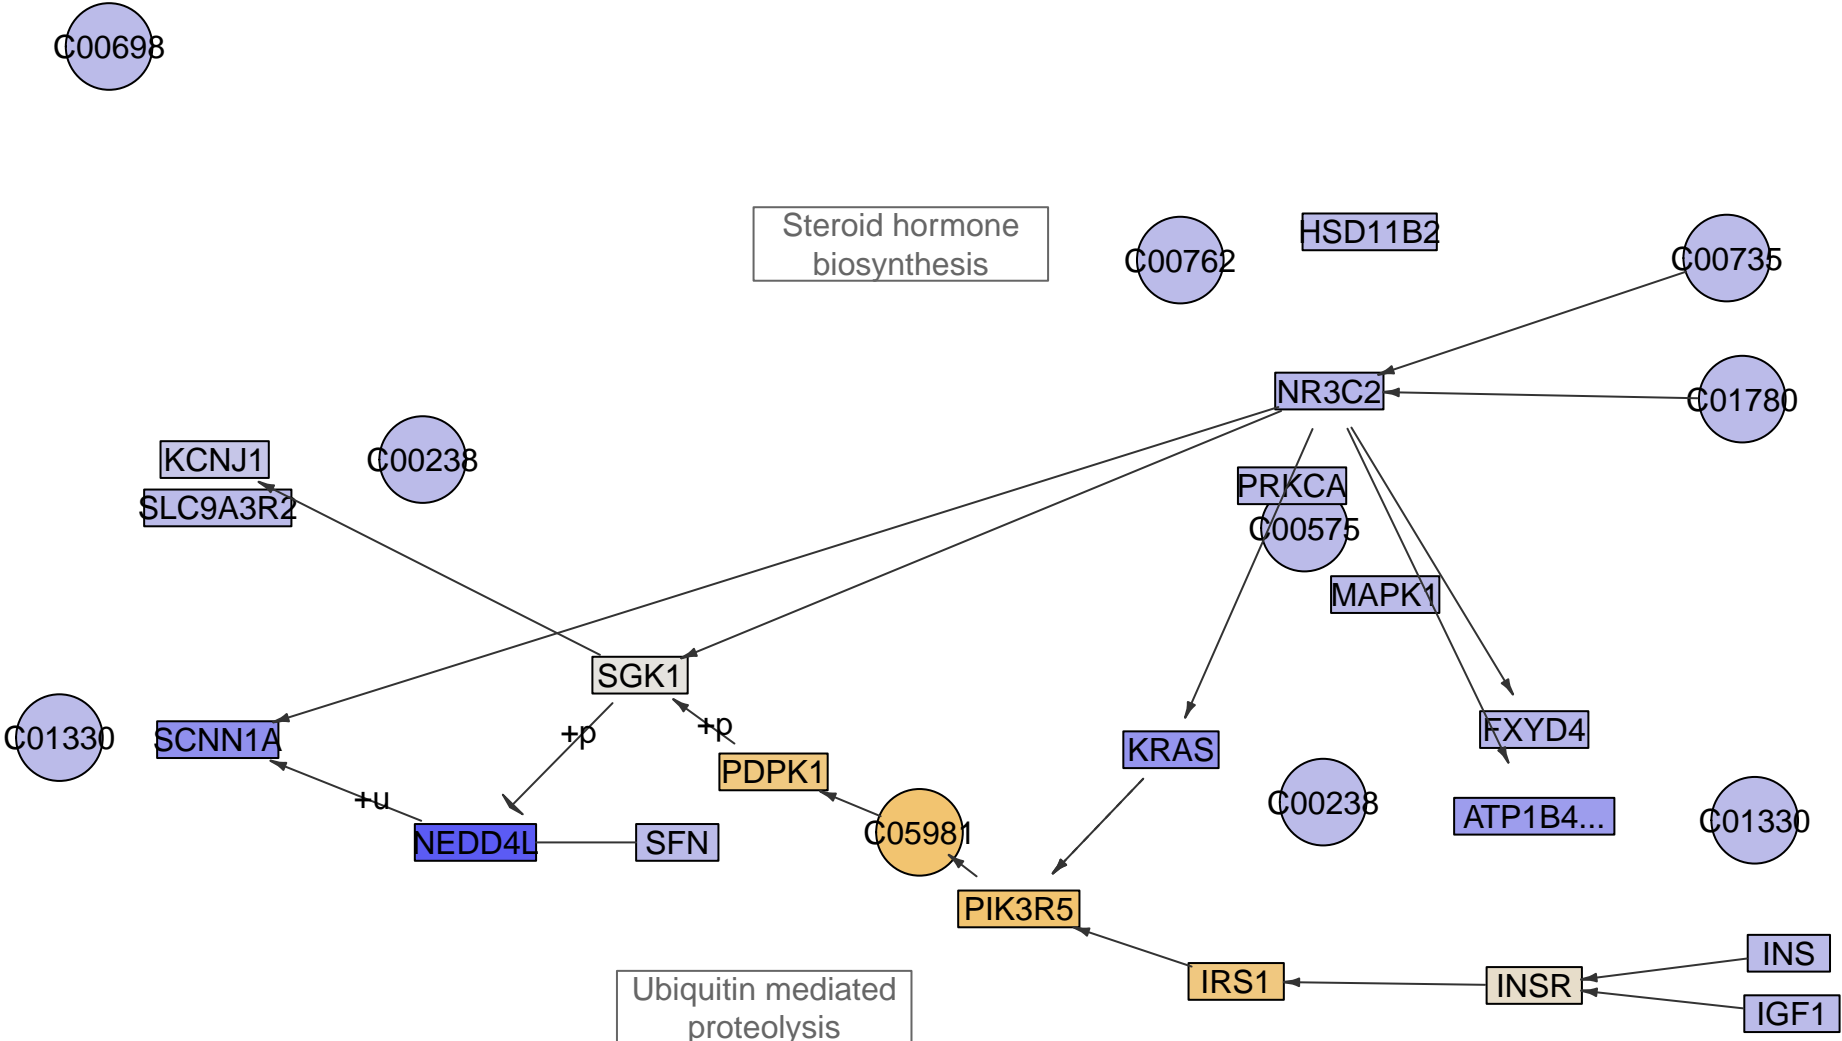 C00698
Steroid hormone
biosynthesis
C00762
HSD11B2
C00735
NR3C2
C01780
KCNJ1
C00238
SLC9A3R2
PRKCA
C00575
MAPK1
SGK1
C01330
SCNN1A
+p
+p
PDPK1
KRAS
FXYD4
+u
C00238
ATP1B4...
C01330
NEDD4L
SFN
C05981
PIK3R5
Ubiquitin mediated
proteolysis
IRS1
INSR
INS
IGF1